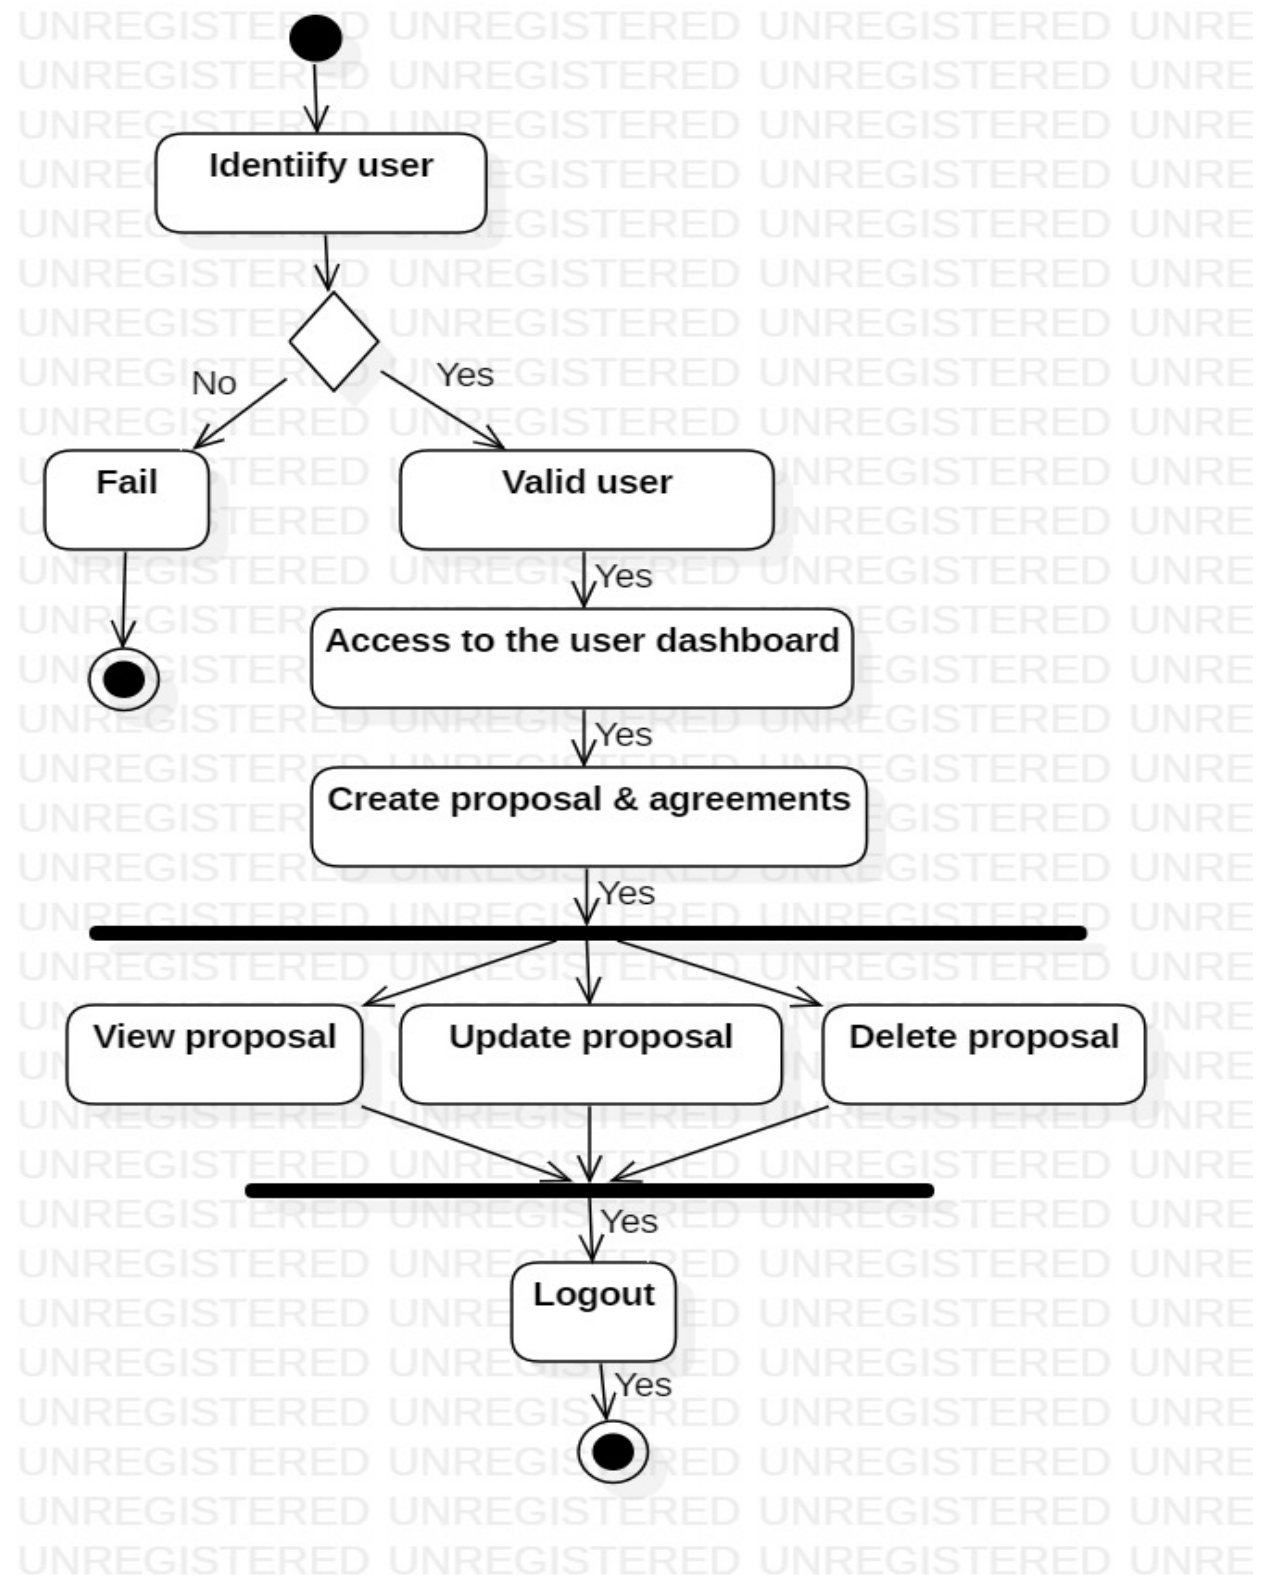 Identiify user
No
Yes
Fail
Valid user
Yes
Access to the user dashboard
Yes
Create proposal & agreements
Yes
View proposal
Update proposal
Delete proposal
Yes
Logout
Yes
UNREGISTERED UNREGISTERED UNREGISTERED UNRE